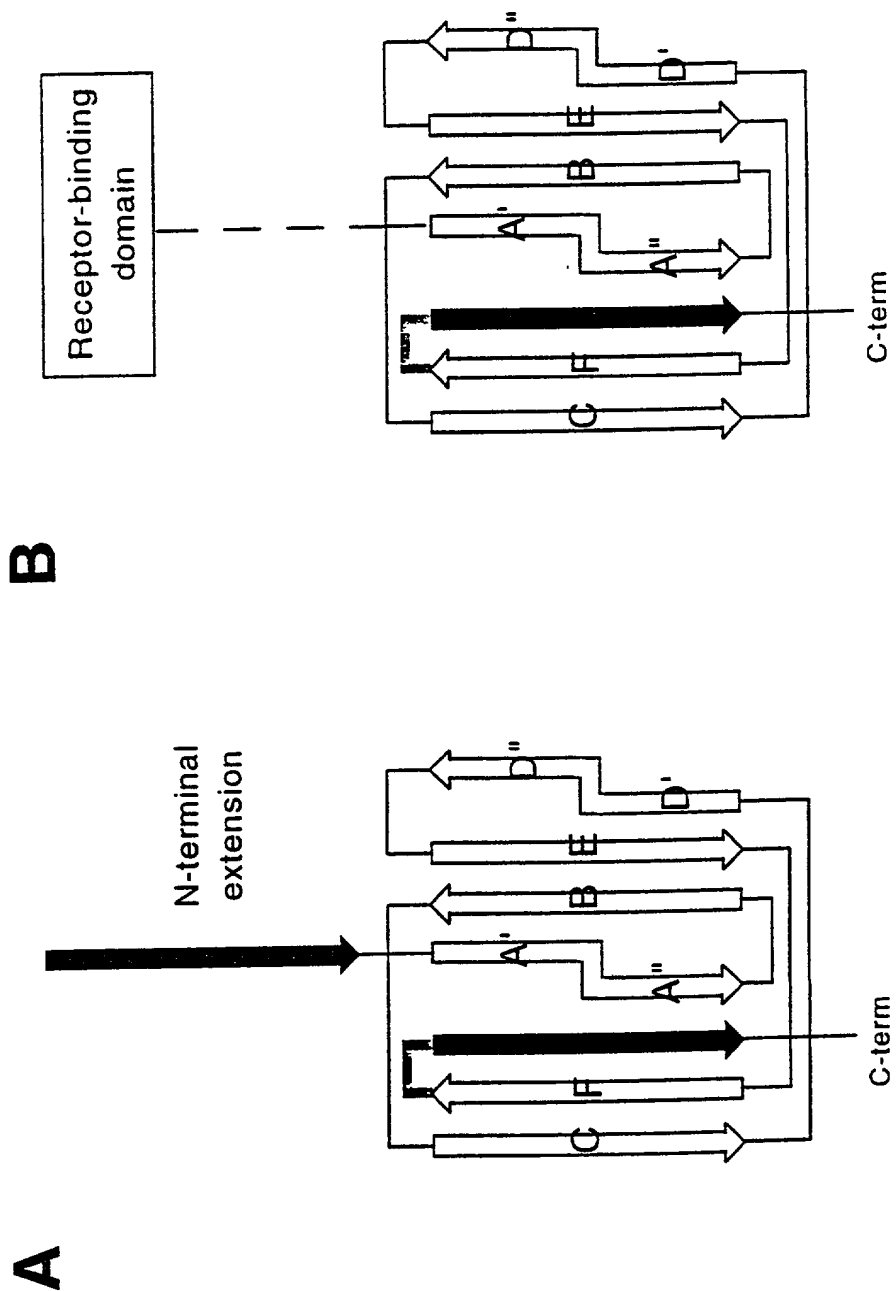 A
N-terminal
extension
C
F
A'
A"
B
E
D"
D'
C-term
B
Receptor-binding
domain
C
F
A'
A"
B
E
D"
D'
C-term